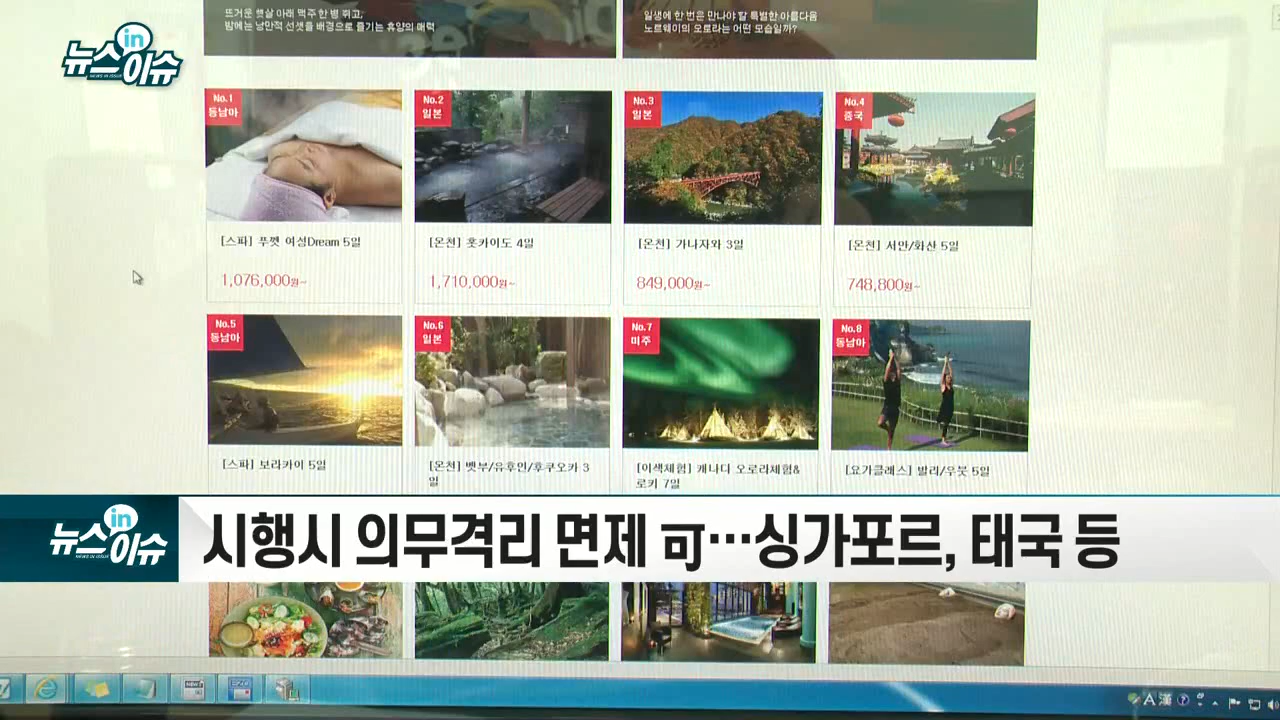 뜨거운 햇살 아래 맥주 한 병 쥐고,
밤에는 낭만적 선셋를 배경으로 즐기는 휴양의 매력
일생에 한 번은 만나야 할 특별한 아름다움
노르웨이의 오로라는 어떤 모습일까?
뉴스in이슈
NEWS IN ISSUE
No.1
동남아
No.2
일본
No.3
일본
No.4
중국
[스파] 푸껫 여성Dream 5일
[온천] 홋카이도 4일
[온천] 가나자와 3일
[온천] 서안/화산 5일
1,076,000원~
1,710,000원~
849,000원~
748,800원~
No.5
동남아
No.6
일본
No.7
미주
No.8
동남아
[스파] 보라카이 5일
[온천] 벳부/유후인/후쿠오카 3
일
[이색체험] 캐나다 오로라체험&
로키 7일
[요가클래스] 발리/우붓 5일
뉴스in이슈
NEWS IN ISSUE
시행시 의무격리 면제 可…싱가포르, 태국 등
A 漢